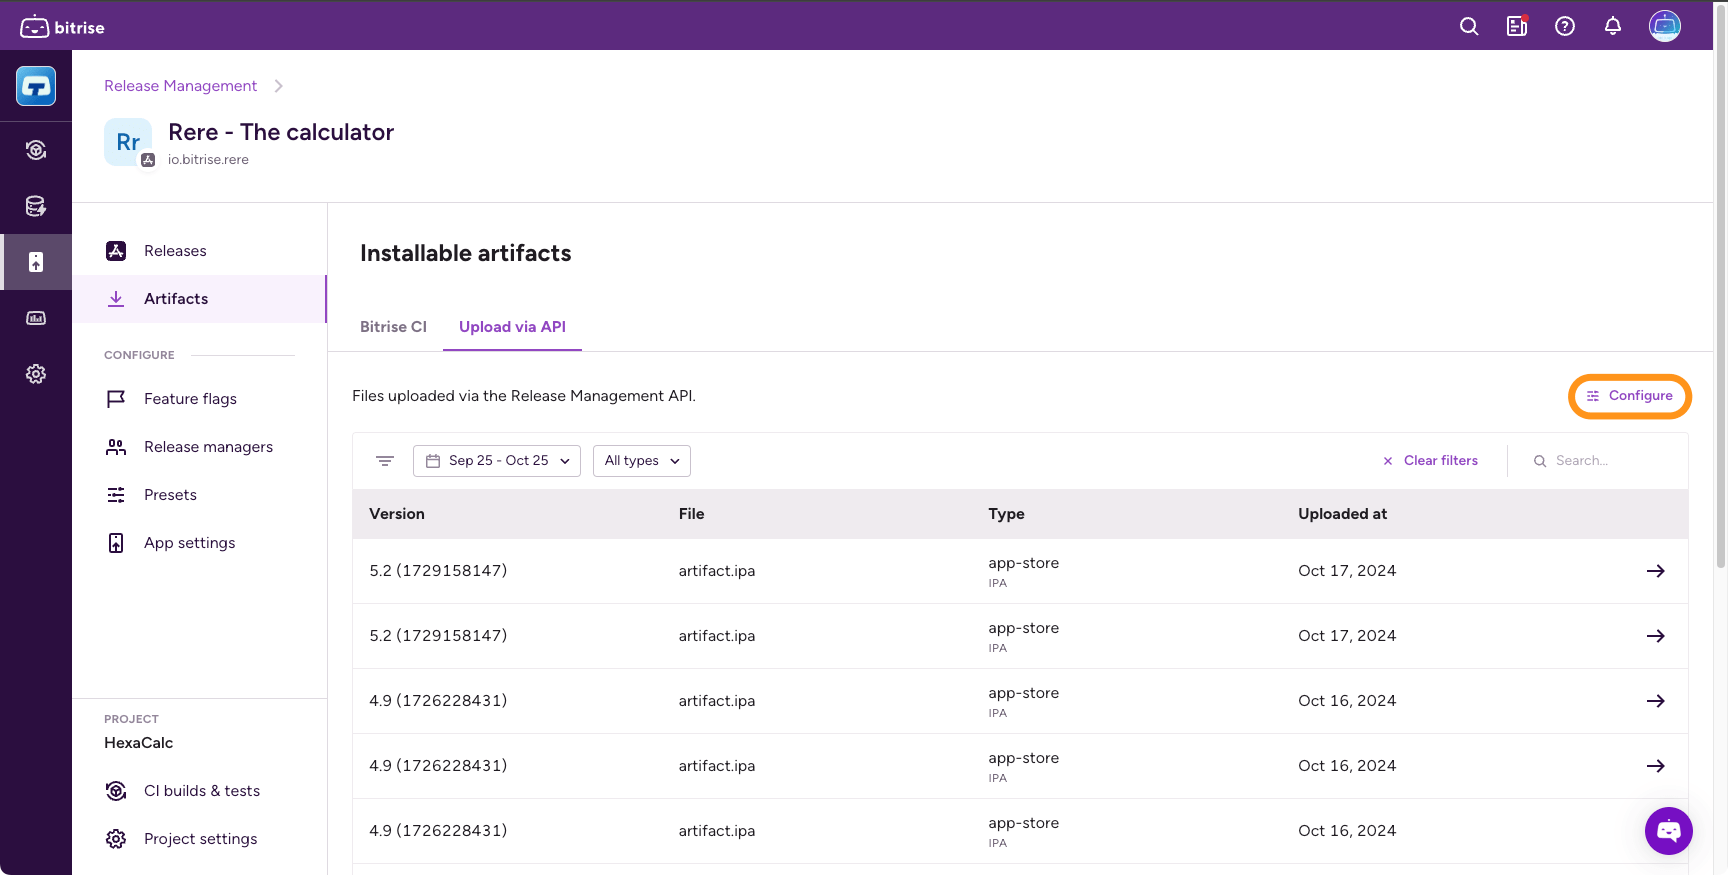 bitrise
Release Management
Rr
Rere - The calculator
io.bitrise.rere
Releases
Artifacts
CONFIGURE
Feature flags
Release managers
Presets
App settings
PROJECT
HexaCalc
CI builds & tests
Project settings
Installable artifacts
Bitrise CI Upload via API
Files uploaded via the Release Management API.
Configure
Sep 25 - Oct 25 All types Clear filters Search...
Version File Type Uploaded at
5.2 (1729158147) artifact.ipa app-store Oct 17, 2024
IPA
5.2 (1729158147) artifact.ipa app-store Oct 17, 2024
IPA
4.9 (1726228431) artifact.ipa app-store Oct 16, 2024
IPA
4.9 (1726228431) artifact.ipa app-store Oct 16, 2024
IPA
4.9 (1726228431) artifact.ipa app-store Oct 16, 2024
IPA